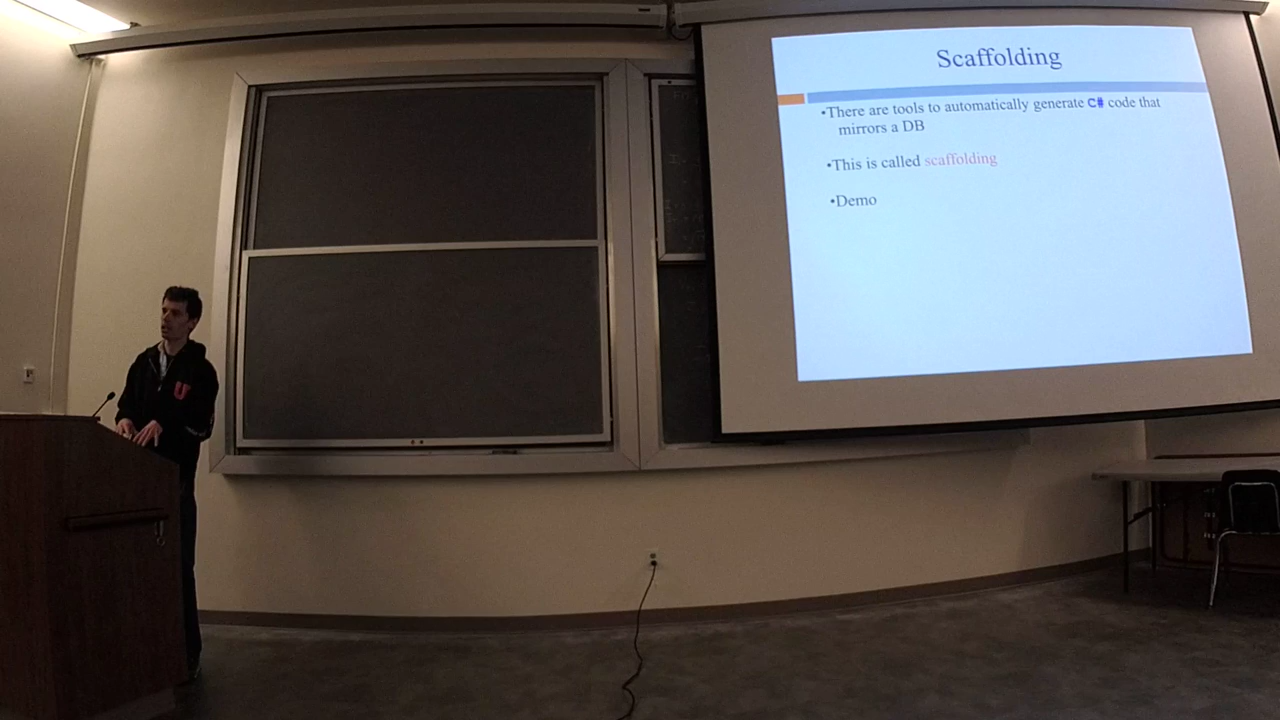 Scaffolding
•There are tools to automatically generate C# code that
mirrors a DB
•This is called scaffolding
•Demo
U